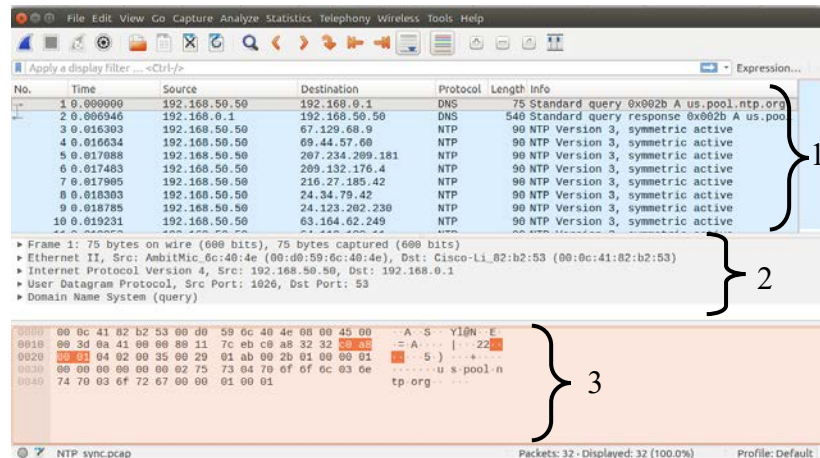 File Edit View Go Capture Analyze Statistics Telephony Wireless Tools Help
Apply a display filter ... <Ctrl-/>
Expression...
No. Time Source Destination Protocol Length Info
1 0.000000 192.168.50.50 192.168.0.1 DNS 75 Standard query 0x002b A us.pool.ntp.org
2 0.006946 192.168.0.1 192.168.50.50 DNS 540 Standard query response 0x002b A us.poo…
3 0.016303 192.168.50.50 67.129.68.9 NTP 90 NTP Version 3, symmetric active
4 0.016634 192.168.50.50 69.44.57.60 NTP 90 NTP Version 3, symmetric active
5 0.017088 192.168.50.50 207.234.209.181 NTP 90 NTP Version 3, symmetric active
6 0.017483 192.168.50.50 209.132.176.4 NTP 90 NTP Version 3, symmetric active
7 0.017905 192.168.50.50 216.27.185.42 NTP 90 NTP Version 3, symmetric active
8 0.018303 192.168.50.50 24.34.79.42 NTP 90 NTP Version 3, symmetric active
9 0.018785 192.168.50.50 24.123.202.230 NTP 90 NTP Version 3, symmetric active
10 0.019231 192.168.50.50 63.164.62.249 NTP 90 NTP Version 3, symmetric active
1
Frame 1: 75 bytes on wire (600 bits), 75 bytes captured (600 bits)
Ethernet II, Src: AmbitMic_6c:40:4e (00:d0:59:6c:40:4e), Dst: Cisco-Li_82:b2:53 (00:0c:41:82:b2:53)
Internet Protocol Version 4, Src: 192.168.50.50, Dst: 192.168.0.1
User Datagram Protocol, Src Port: 1026, Dst Port: 53
Domain Name System (query)
2
0000 00 0c 41 82 b2 53 00 d0 59 6c 40 4e 08 00 45 00 ··A··S··Yl@N··E·
0010 00 3d 0a 41 00 00 80 11 7c eb c0 a8 32 32 c0 a8 ·=·A····|···22··
0020 00 01 04 02 00 35 00 29 01 ab 00 2b 01 00 00 01 ·····5·)···+····
0030 00 00 00 00 00 00 02 75 73 04 70 6f 6f 6c 03 6e ·······u s·pool·n
0040 74 70 03 6f 72 67 00 00 01 00 01 tp·org·· ···
3
NTP_sync.pcap
Packets: 32 · Displayed: 32 (100.0%)
Profile: Default